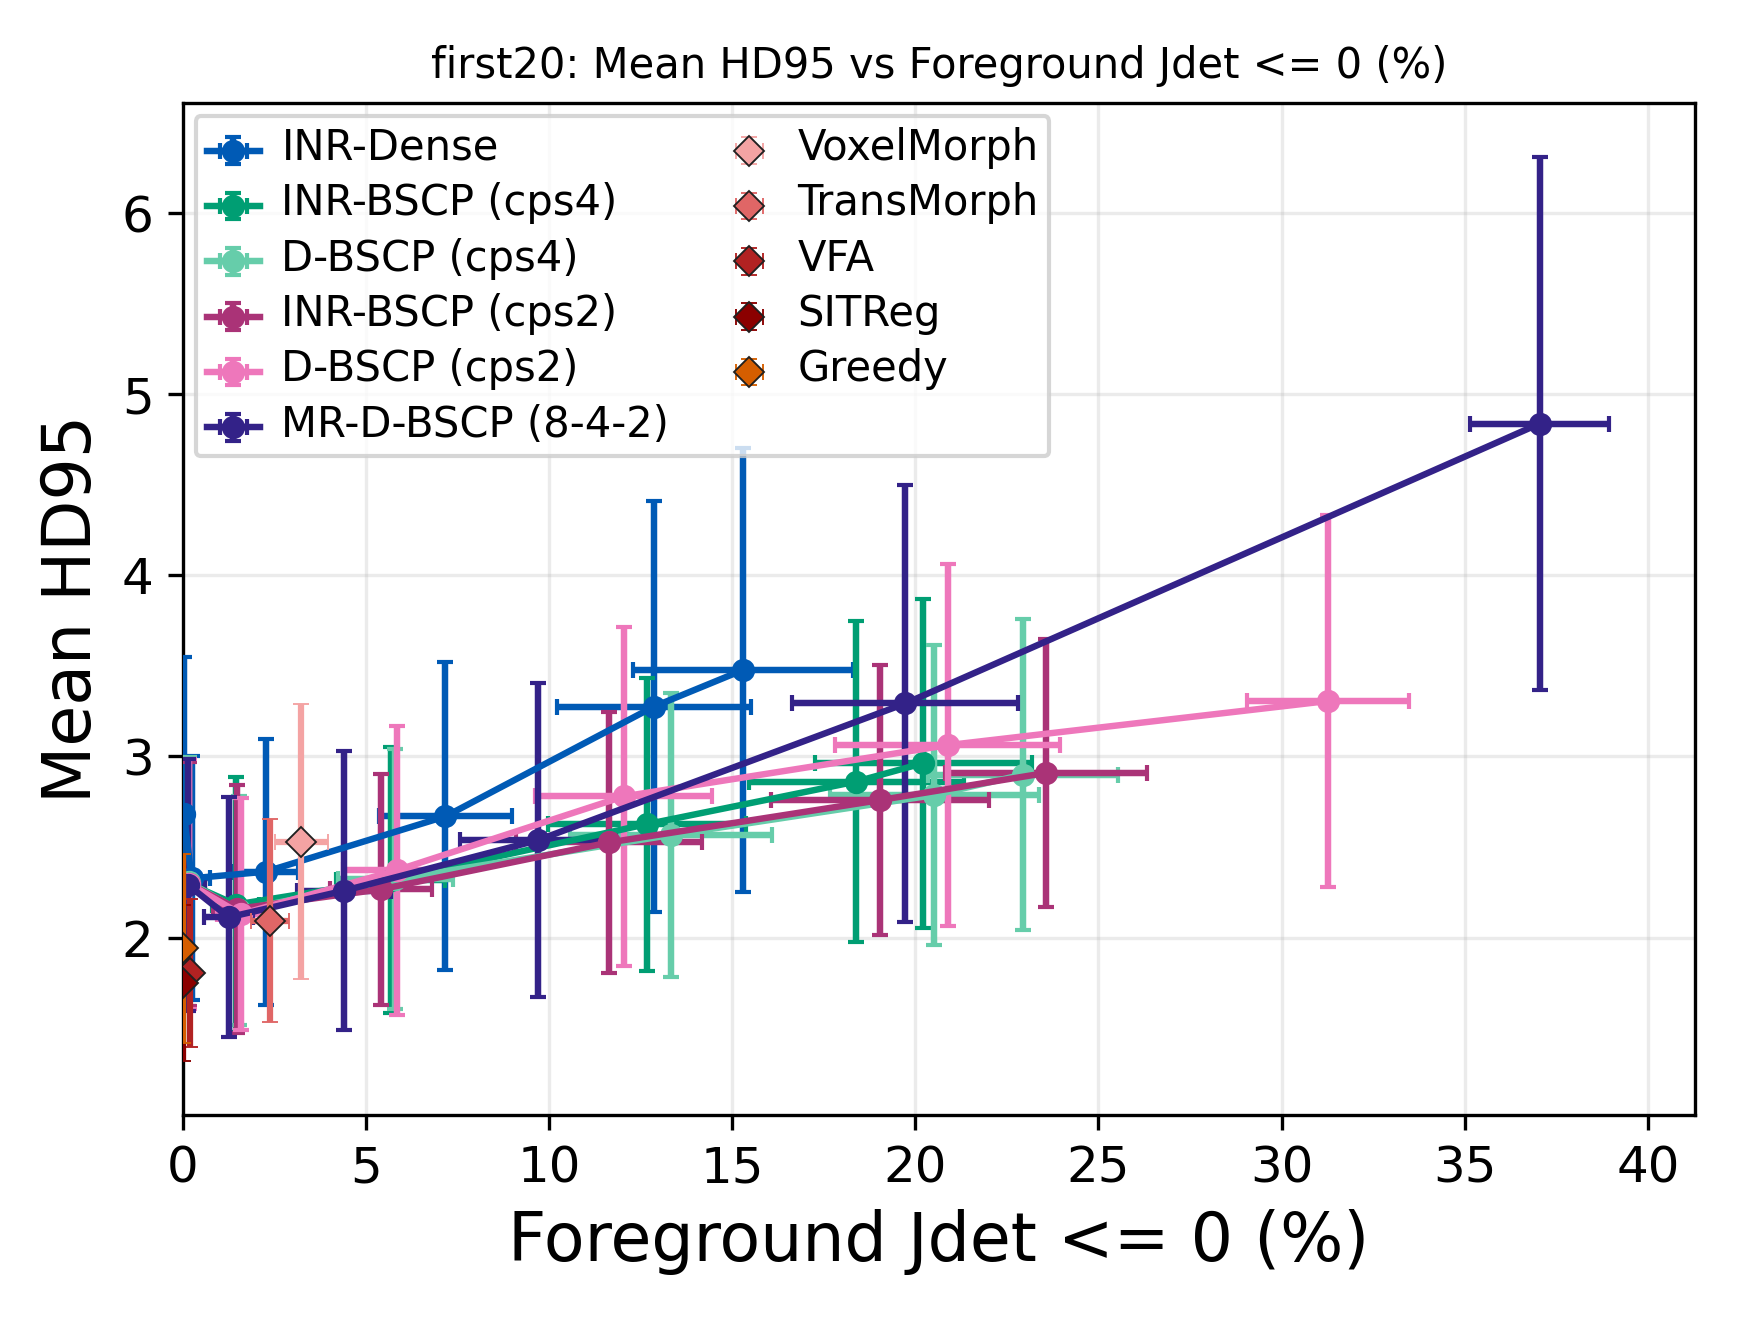 first20: Mean HD95 vs Foreground Jdet <= 0 (%)
INR-Dense
INR-BSCP (cps4)
D-BSCP (cps4)
INR-BSCP (cps2)
D-BSCP (cps2)
MR-D-BSCP (8-4-2)
VoxelMorph
TransMorph
VFA
SITReg
Greedy
Mean HD95
6
5
4
3
2
0 5 10 15 20 25 30 35 40
Foreground Jdet <= 0 (%)